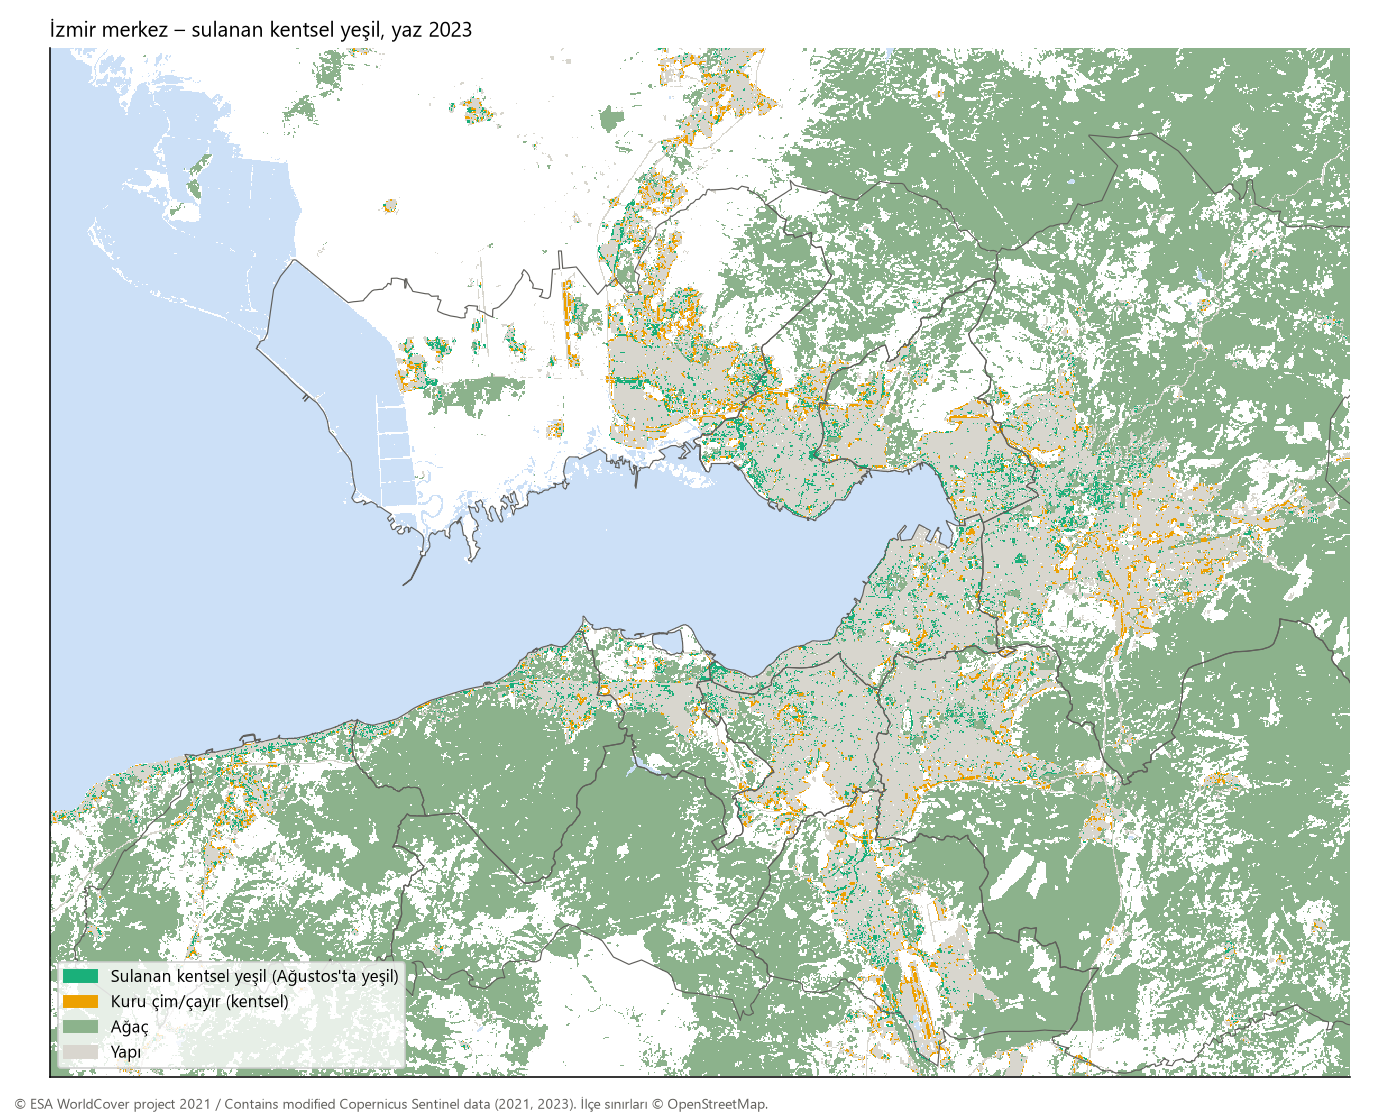 İzmir merkez – sulanan kentsel yeşil, yaz 2023
Sulanan kentsel yeşil (Ağustos'ta yeşil)
Kuru çim/çayır (kentsel)
Ağaç
Yapı
© ESA WorldCover project 2021 / Contains modified Copernicus Sentinel data (2021, 2023). İlçe sınırları © OpenStreetMap.